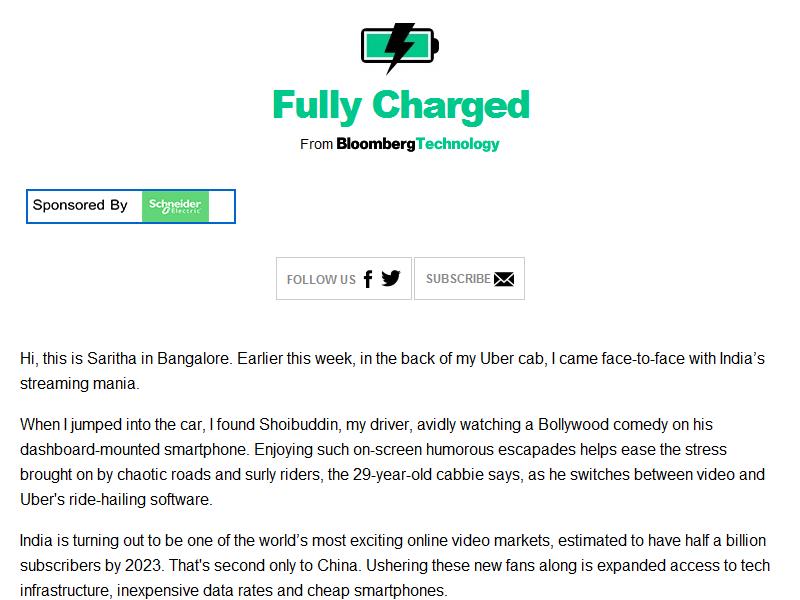 Fully Charged
From BloombergTechnology
Sponsored By Schneider Electric
FOLLOW US SUBSCRIBE
Hi, this is Saritha in Bangalore. Earlier this week, in the back of my Uber cab, I came face-to-face with India’s
streaming mania.
When I jumped into the car, I found Shoibuddin, my driver, avidly watching a Bollywood comedy on his
dashboard-mounted smartphone. Enjoying such on-screen humorous escapades helps ease the stress
brought on by chaotic roads and surly riders, the 29-year-old cabbie says, as he switches between video and
Uber's ride-hailing software.
India is turning out to be one of the world’s most exciting online video markets, estimated to have half a billion
subscribers by 2023. That's second only to China. Ushering these new fans along is expanded access to tech
infrastructure, inexpensive data rates and cheap smartphones.